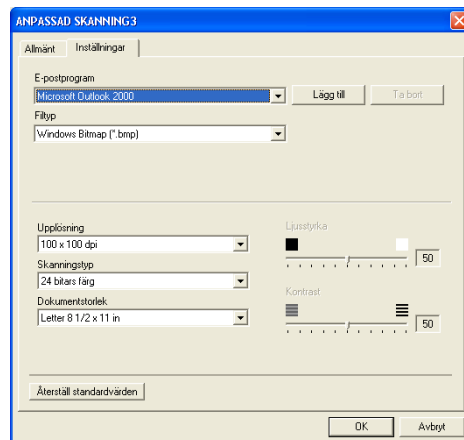 ANPASSAD SKANNING3
Allmänt Inställningar
E-postprogram
Microsoft Outlook 2000 Lägg till Ta bort
Filtyp
Windows Bitmap (*.bmp)
Upplösning Ljusstyrka
100 x 100 dpi 50
Skanningstyp
24 bitars färg
Dokumentstorlek Kontrast
Letter 8 1/2 x 11 in 50
Återställ standardvärden
OK Avbryt